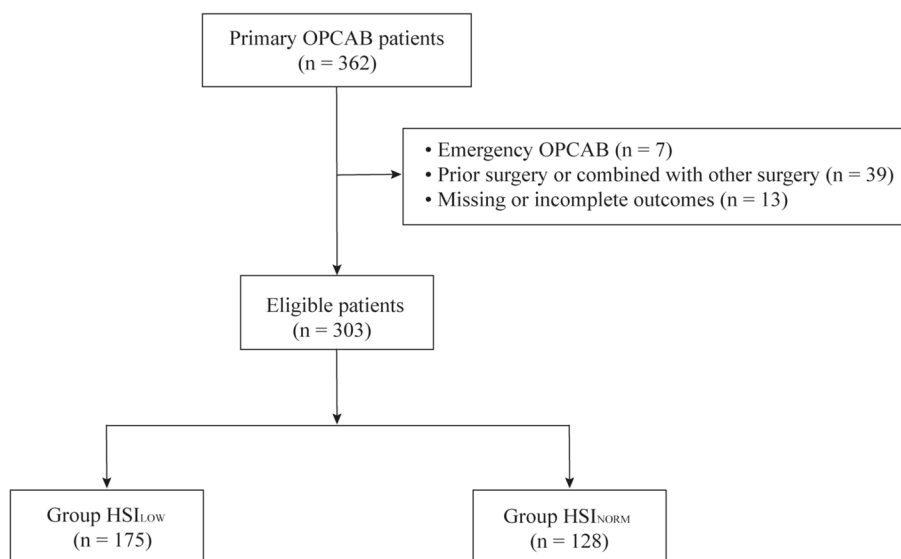 Primary OPCAB patients
(n = 362)
• Emergency OPCAB (n = 7)
• Prior surgery or combined with other surgery (n = 39)
• Missing or incomplete outcomes (n = 13)
Eligible patients
(n = 303)
Group HSILOW
(n = 175)
Group HSINORM
(n = 128)